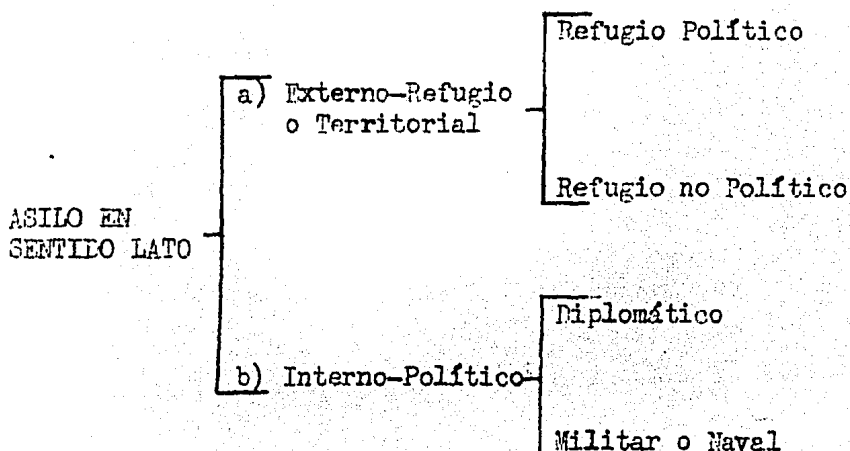 Refugio Político
a) Externo-Refugio
o Territorial
Refugio no Político
ASILO EN
SENTIDO LATO
Diplomático
b) Interno-Político
Militar o Naval